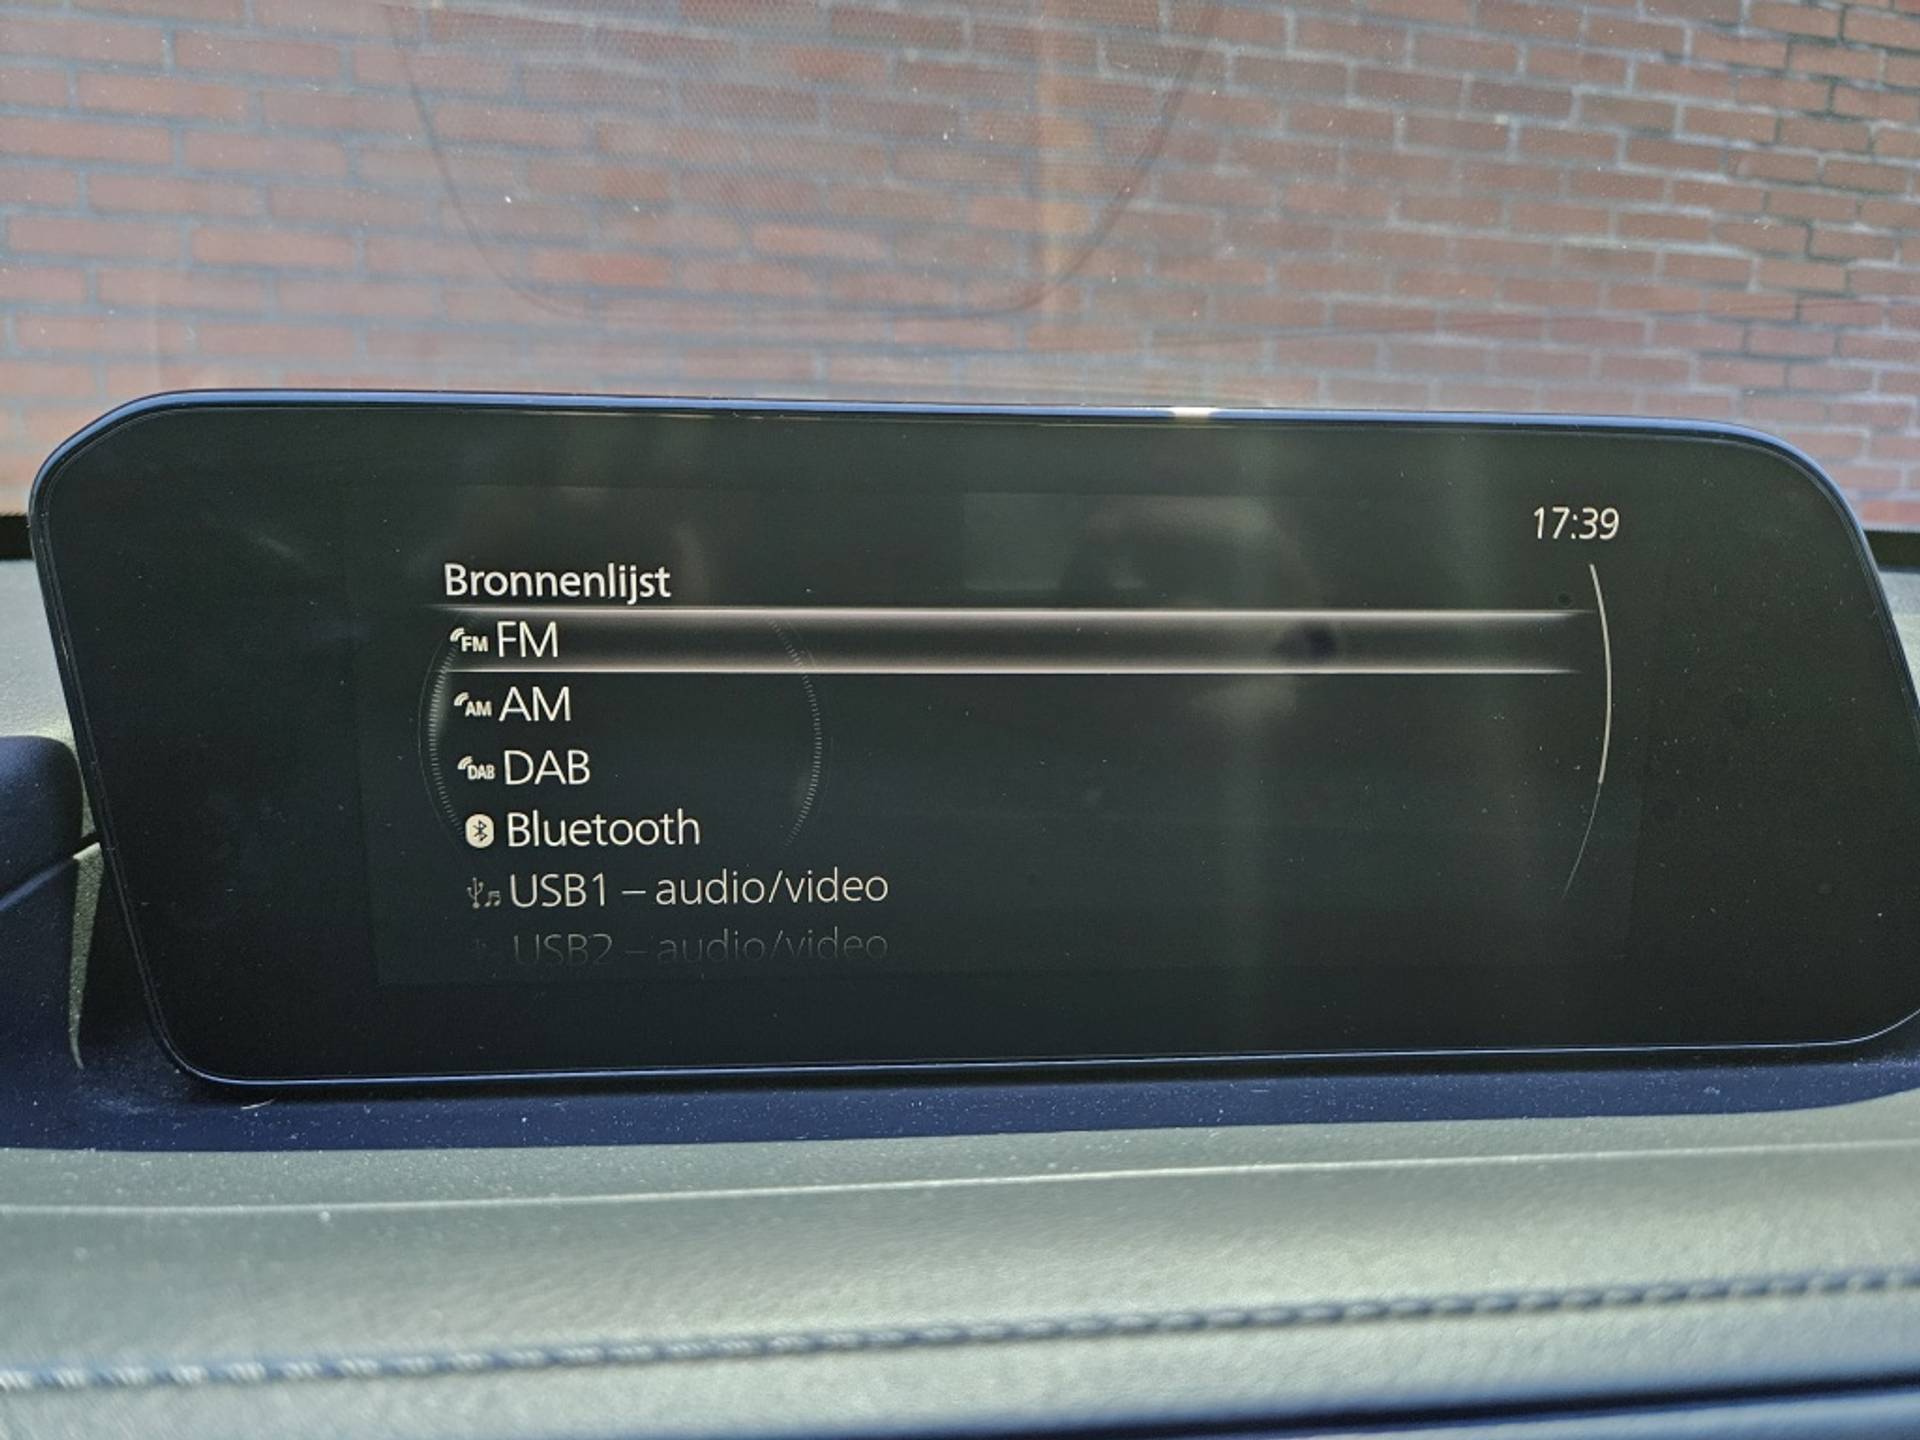 17:39
Bronnenlijst
FM FM
AM AM
DAB DAB
Bluetooth
USB1 – audio/video
USB2 – audio/video